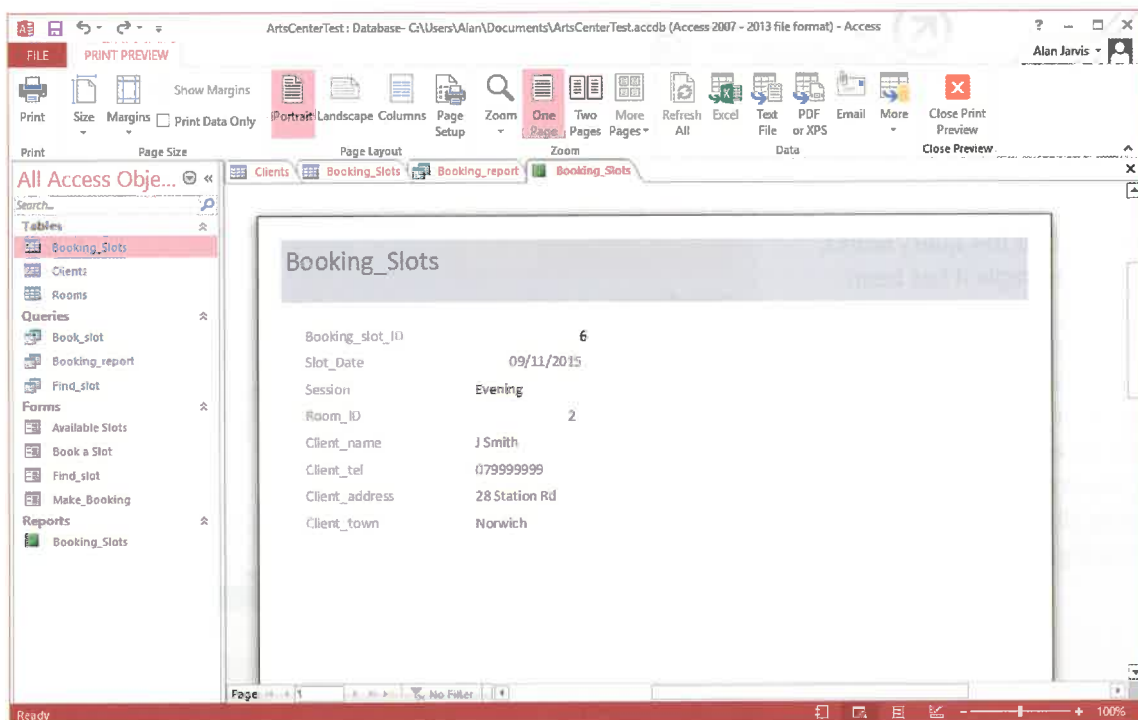 ArtsCenterTest : Database- C:\Users\Alan\Documents\ArtsCenterTest.accdb (Access 2007 - 2013 file format) - Access
?
Alan Jarvis
FILE
PRINT PREVIEW
Print
Size
Margins
Show Margins
Print Data Only
Portrait
Landscape
Columns
Page Setup
Zoom
One Page
Two Pages
More Pages
Refresh All
Excel
Text File
PDF or XPS
Email
More
Close Print Preview
Print
Page Size
Page Layout
Zoom
Data
Close Preview
All Access Obje...
Search...
Tables
Booking_Slots
Clients
Rooms
Queries
Book_slot
Booking_report
Find_slot
Forms
Available Slots
Book a Slot
Find_slot
Make_Booking
Reports
Booking_Slots
Clients
Booking_Slots
Booking_report
Booking_Slots
Booking_Slots
Booking_slot_ID 6
Slot_Date 09/11/2015
Session Evening
Room_ID 2
Client_name J Smith
Client_tel 079999999
Client_address 28 Station Rd
Client_town Norwich
Page 1 No Filter
Ready
100%